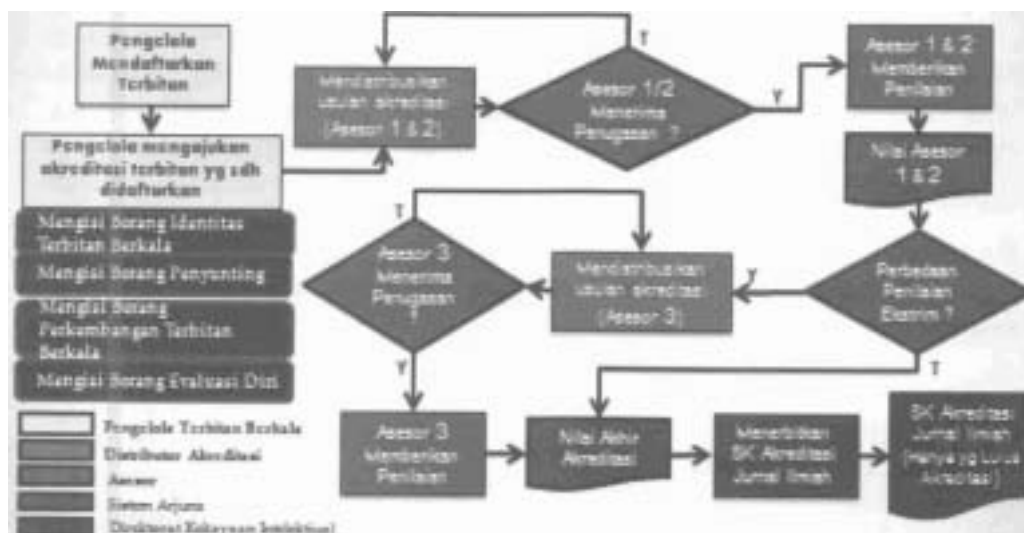 Pengelola
Mendaftarkan
Terbitan
Pengelola mengajukan
akreditasi terbitan yg sdh
didaftarkan
Mengisi Borang Identitas
Terbitan Berkala
Mengisi Borang Penyunting
Mengisi Borang
Perkembangan Terbitan
Berkala
Mengisi Borang Evaluasi Diri
Mendistribusikan
usulan akreditasi
(Asesor 1 & 2)
T
Asesor 1/2
Menerima
Penugasan ?
Y
Asesor 1 & 2
Memberikan
Penilaian
Nilai Asesor
1 & 2
Perbedaan
Penilaian
Ekstrim ?
Y
T
Mendistribusikan
usulan akreditasi
(Asesor 3)
T
Asesor 3
Menerima
Penugasan
?
Y
Asesor 3
Memberikan
Penilaian
Nilai Akhir
Akreditasi
Menerbitkan
SK Akreditasi
Jurnal Ilmiah
SK Akreditasi
Jurnal Ilmiah
(Hanya yg Lulus
Akreditasi)
Pengelola Terbitan Berkala
Distributor Akreditasi
Asesor
Sistem Arjuna
Direktorat Kekayaan Intelektual